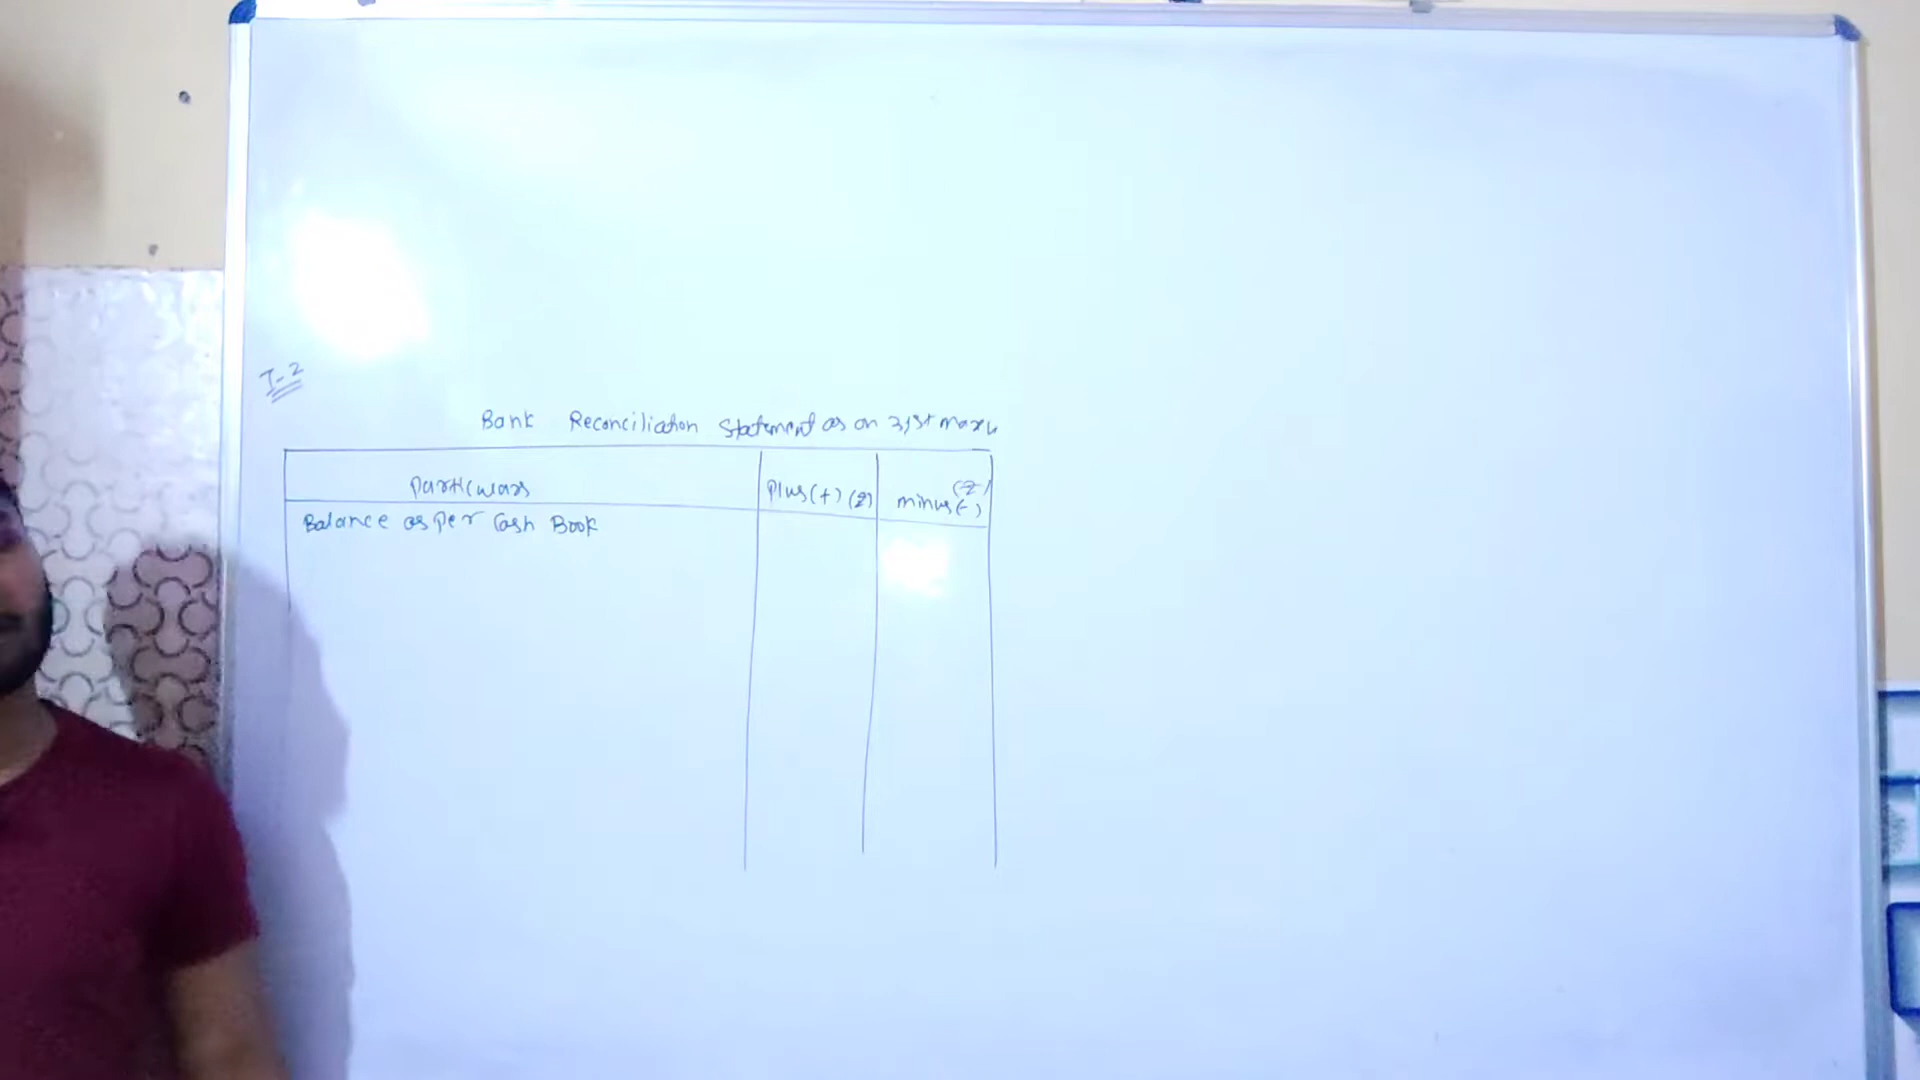 I-2
Bank Reconciliation Statement as on 31st March
Particulars Plus(+) (₹) minus(-) (₹)
Balance as per Cash Book